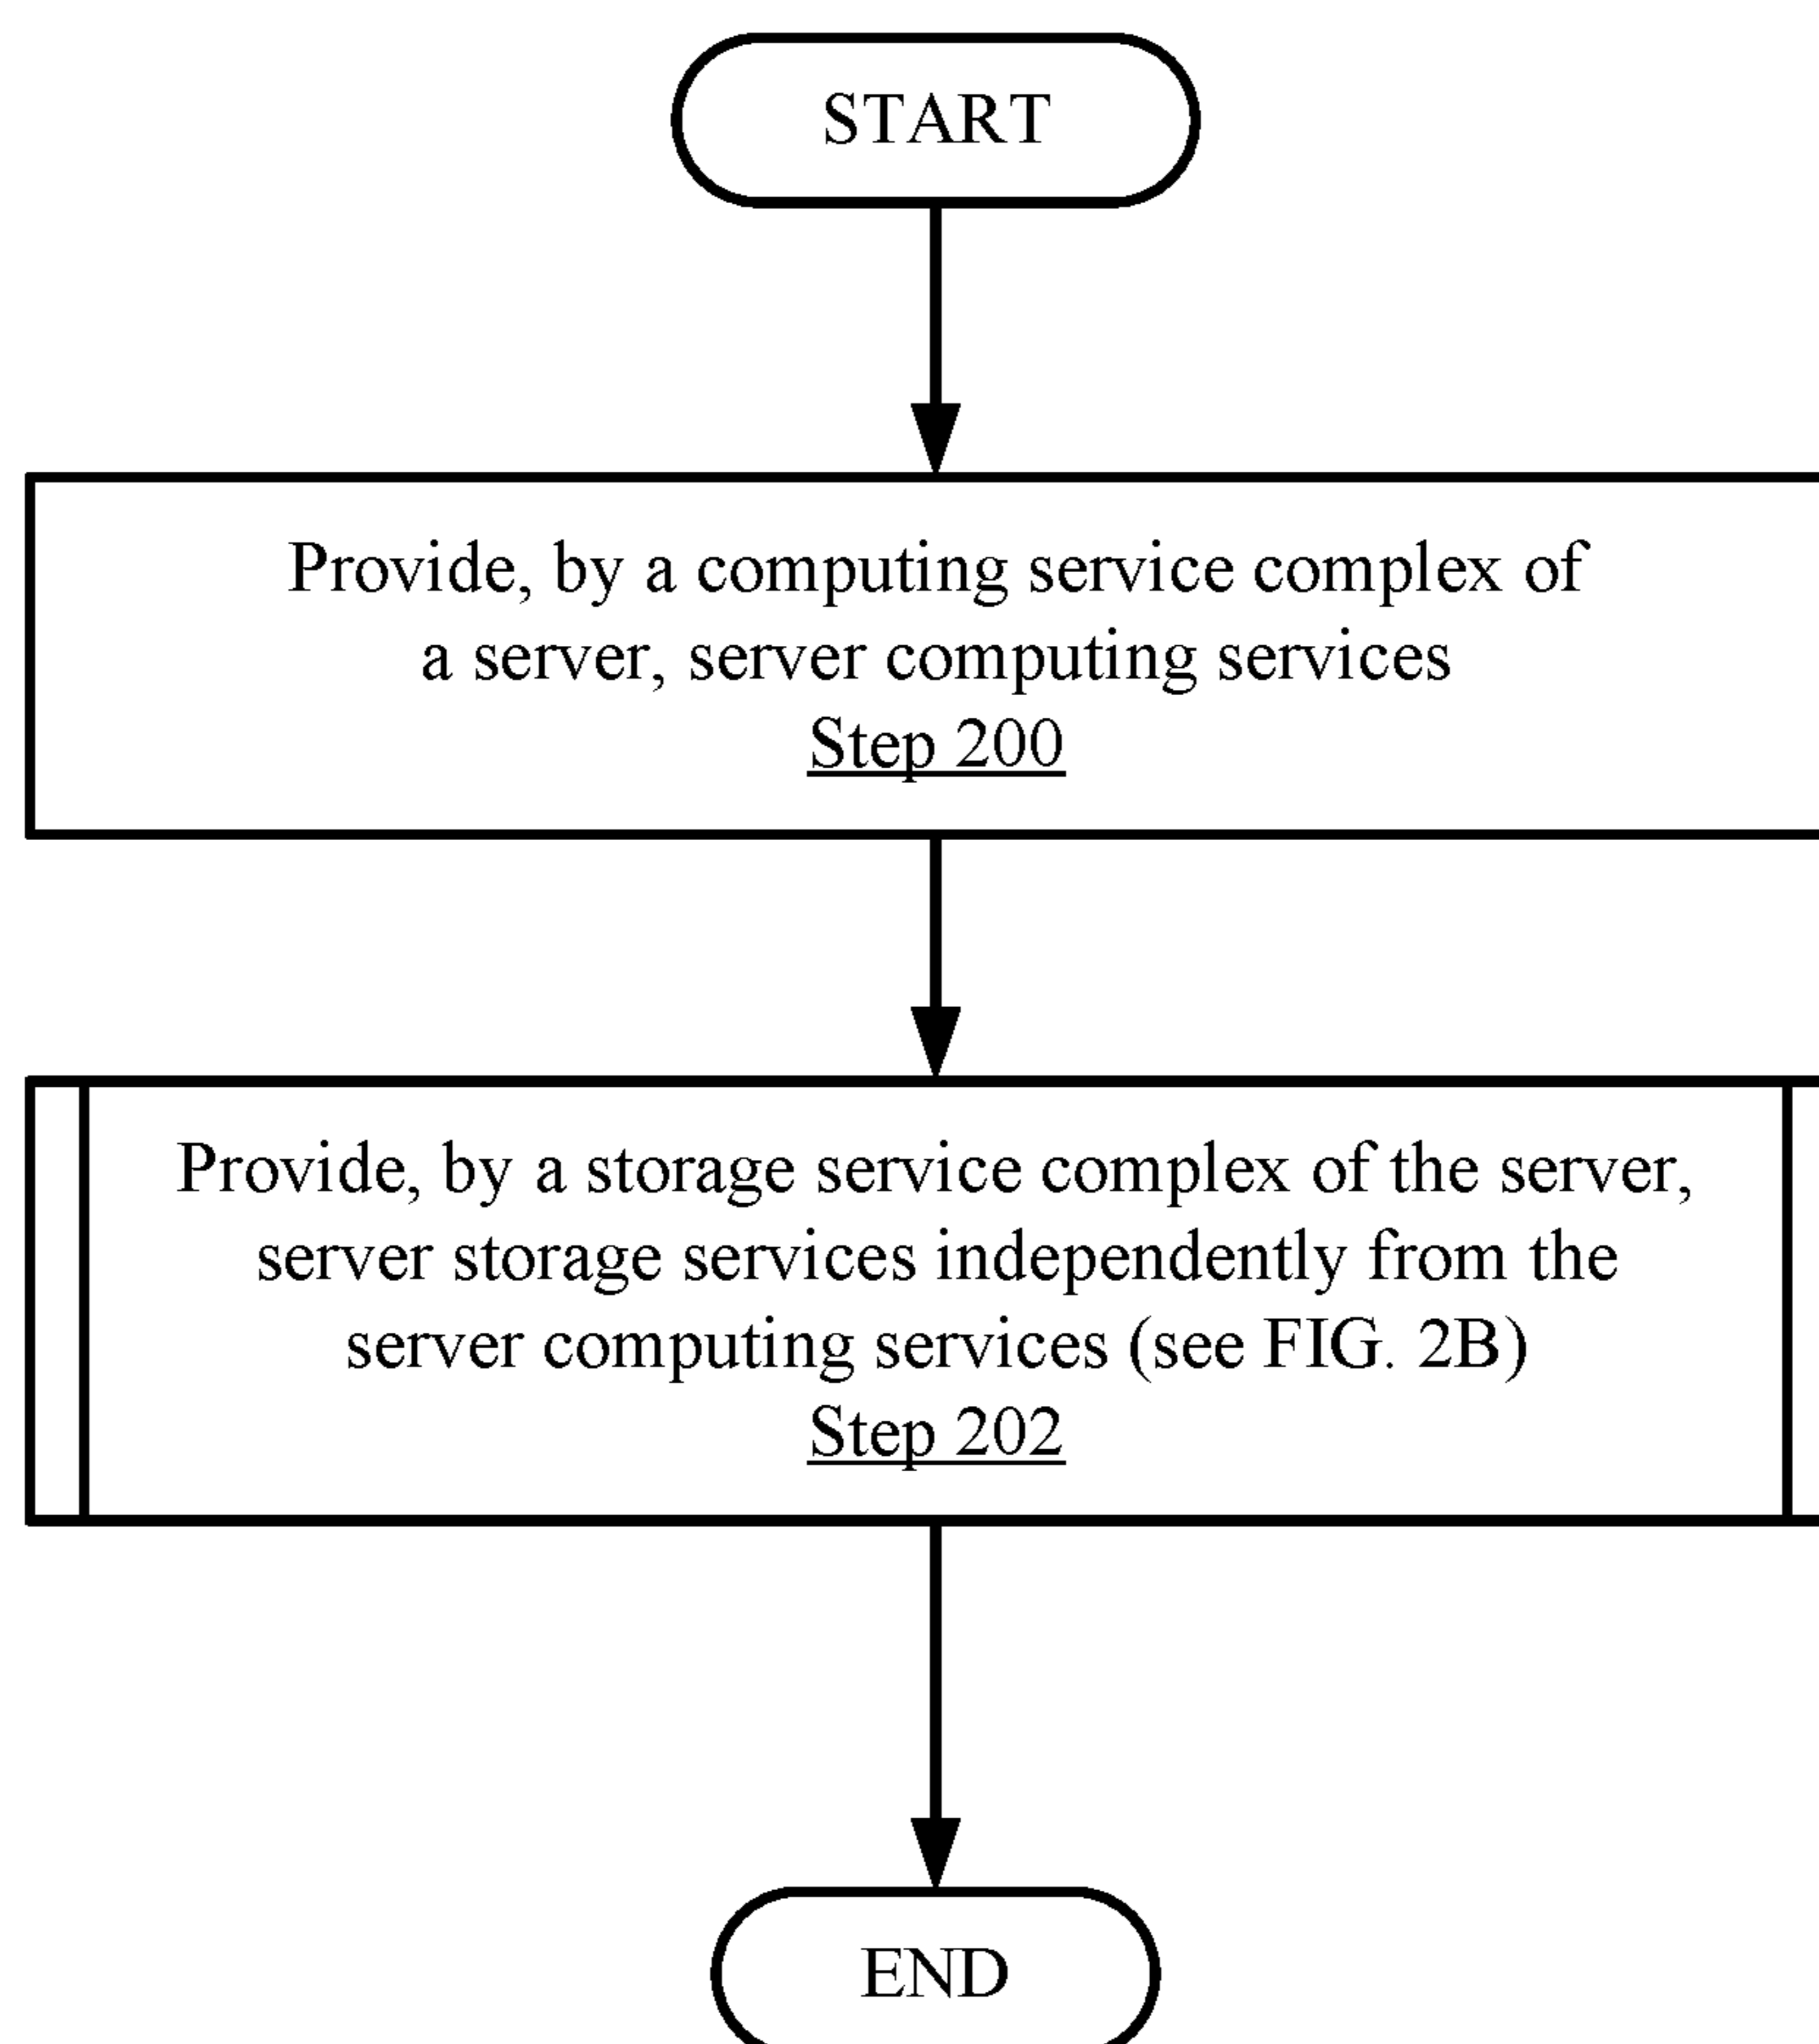 START
Provide, by a computing service complex of
a server, server computing services
Step 200
Provide, by a storage service complex of the server,
server storage services independently from the
server computing services (see FIG. 2B)
Step 202
END